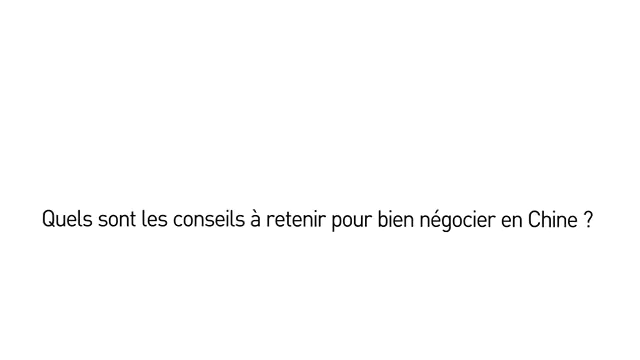 Quels sont les conseils à retenir pour bien négocier en Chine ?